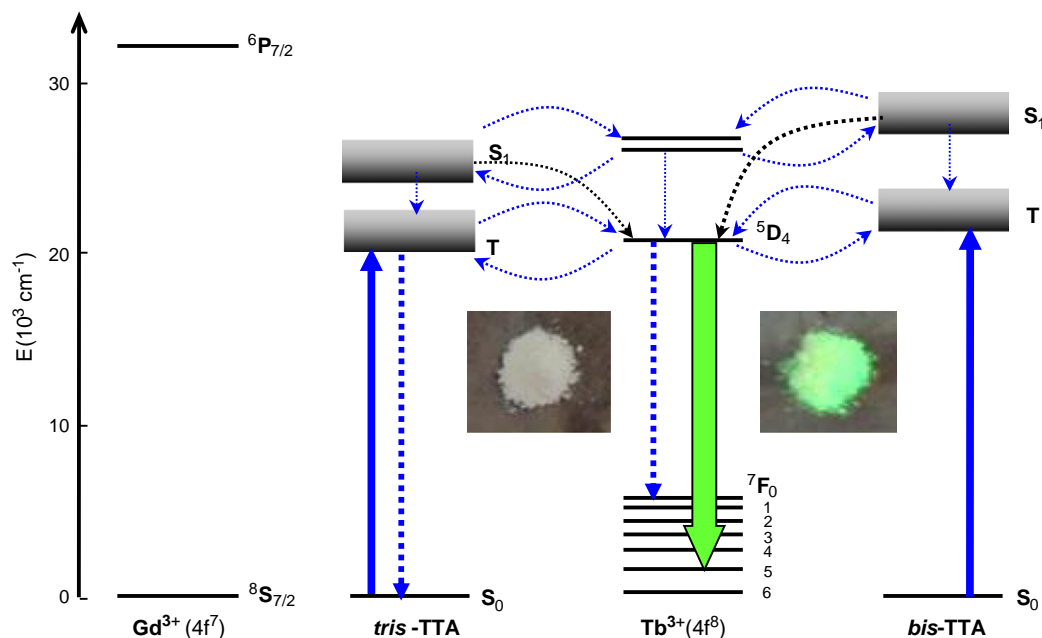 E(10³ cm⁻¹)
30
20
10
0
⁶P₇/₂
⁸S₇/₂
Gd³⁺ (4f⁷)
S₁
T
S₀
tris -TTA
⁵D₄
⁷F₀
1
2
3
4
5
6
Tb³⁺(4f⁸)
S₁
T
S₀
bis-TTA